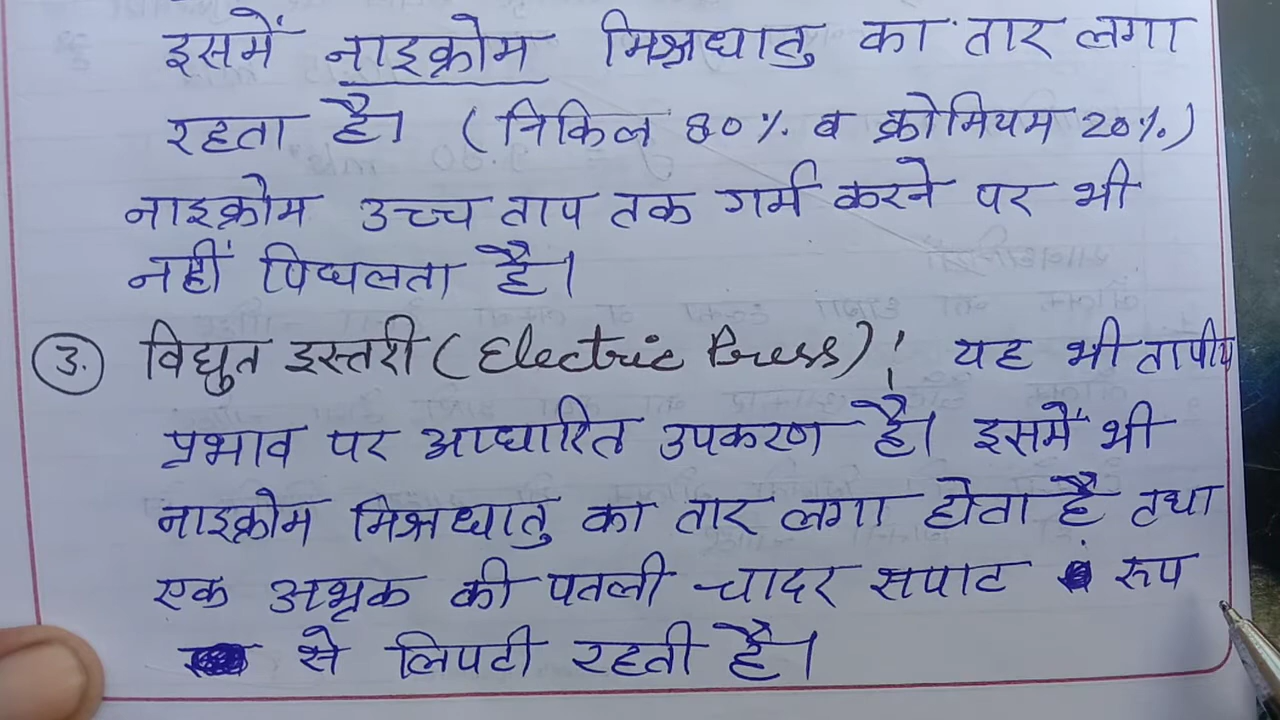 इसमें नाइक्रोम मिश्रधातु का तार लगा
रहता है। (निकिल 80% व क्रोमियम 20%)
नाइक्रोम उच्च ताप तक गर्म करने पर भी
नहीं पिघलता है।
3. विद्युत इस्तरी (Electric Press) : यह भी तापीय
प्रभाव पर आधारित उपकरण है। इसमें भी
नाइक्रोम मिश्रधातु का तार लगा होता है तथा
एक अभ्रक की पतली चादर सपाट रूप
से लिपटी रहती है।